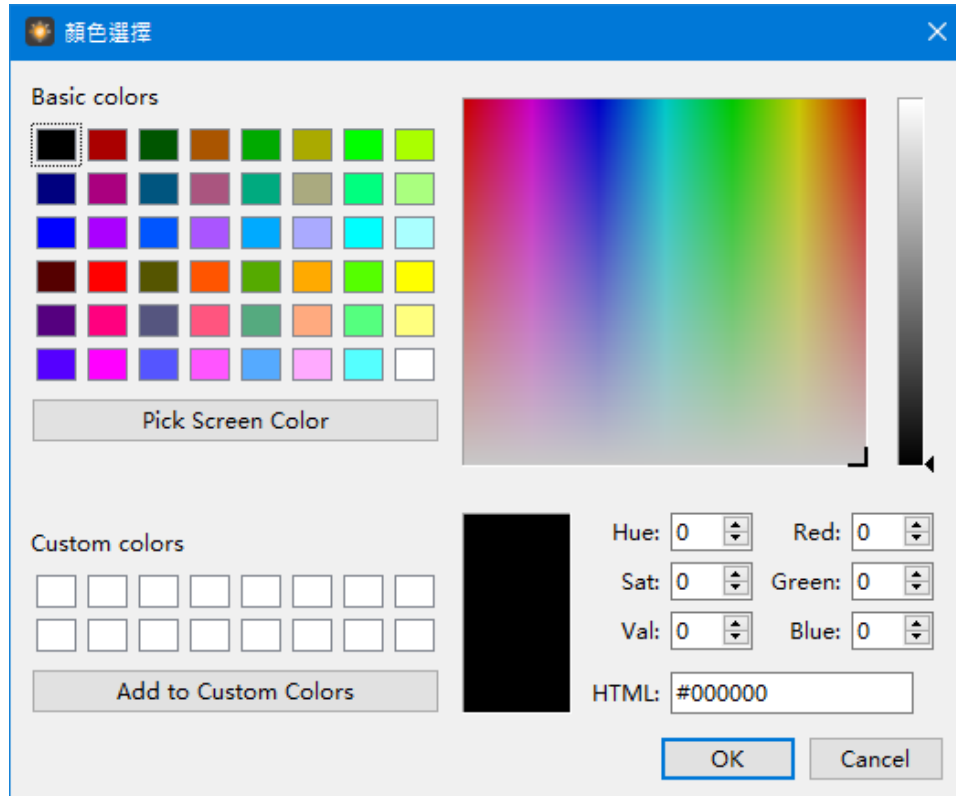 顏色選擇
Basic colors
Pick Screen Color
Custom colors
Add to Custom Colors
Hue: 0 Red: 0
Sat: 0 Green: 0
Val: 0 Blue: 0
HTML: #000000
OK Cancel